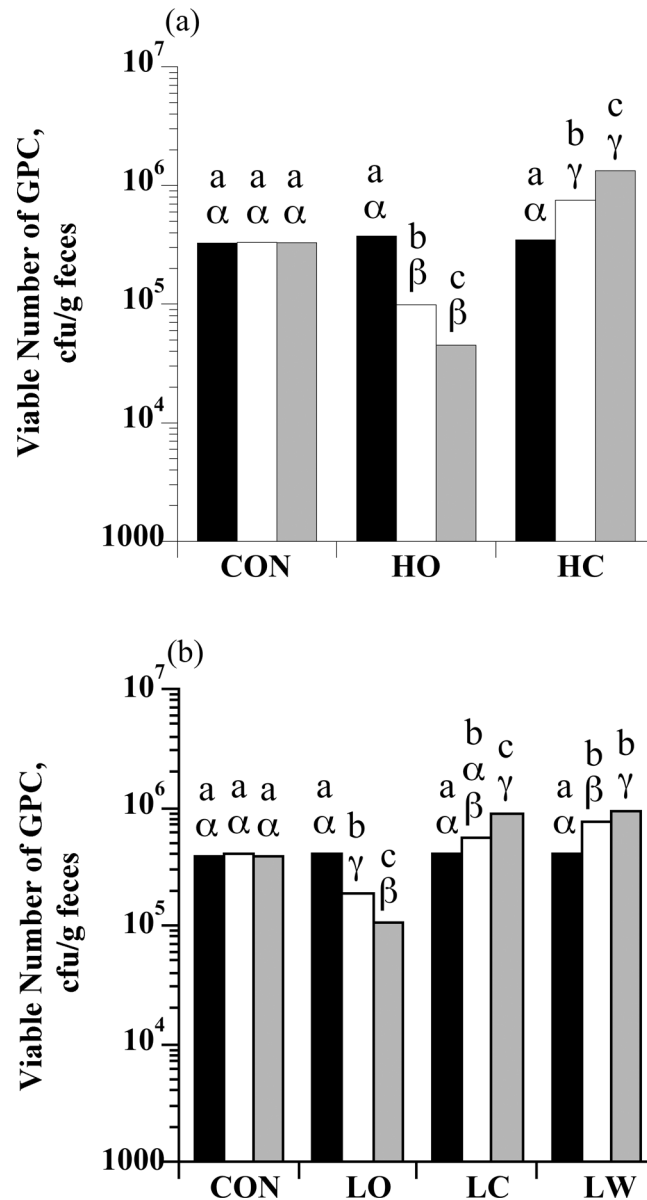 (a)
10⁷
10⁶
10⁵
10⁴
1000
Viable Number of GPC,
cfu/g feces
a a a
α α α
a
α
b
β
c
β
a
α
b
γ
c
γ
CON HO HC
(b)
10⁷
10⁶
10⁵
10⁴
1000
Viable Number of GPC,
cfu/g feces
a a a
α α α
a
α
b
γ
c
β
a
α
b
α
β
c
γ
a
α
b
β
b
γ
CON LO LC LW